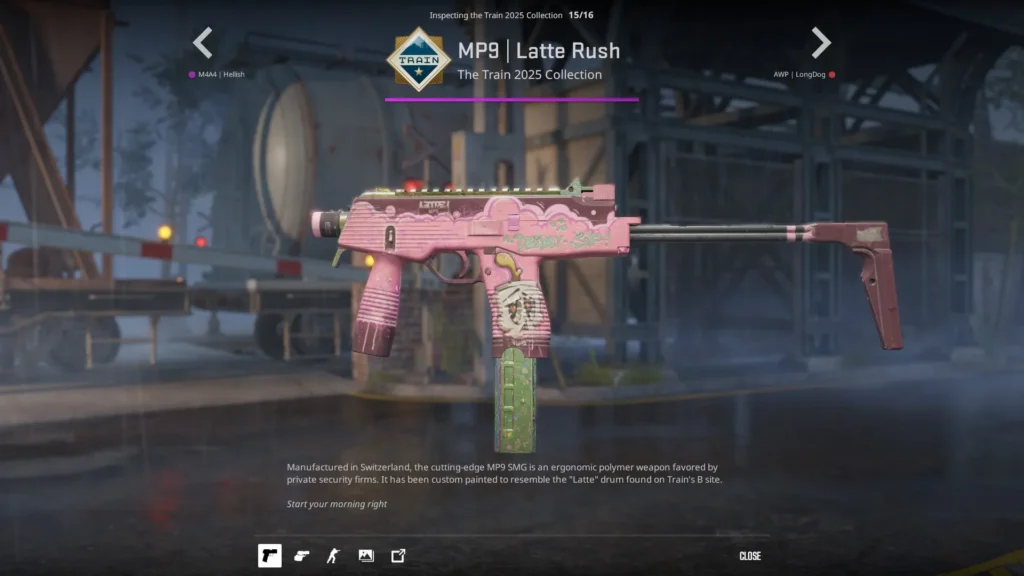 Inspecting the Train 2025 Collection 15/16
TRAIN
MP9 | Latte Rush
The Train 2025 Collection
M4A4 | Hellish
AWP | LongDog
Manufactured in Switzerland, the cutting-edge MP9 SMG is an ergonomic polymer weapon favored by
private security firms. It has been custom painted to resemble the "Latte" drum found on Train's B site.
Start your morning right
CLOSE